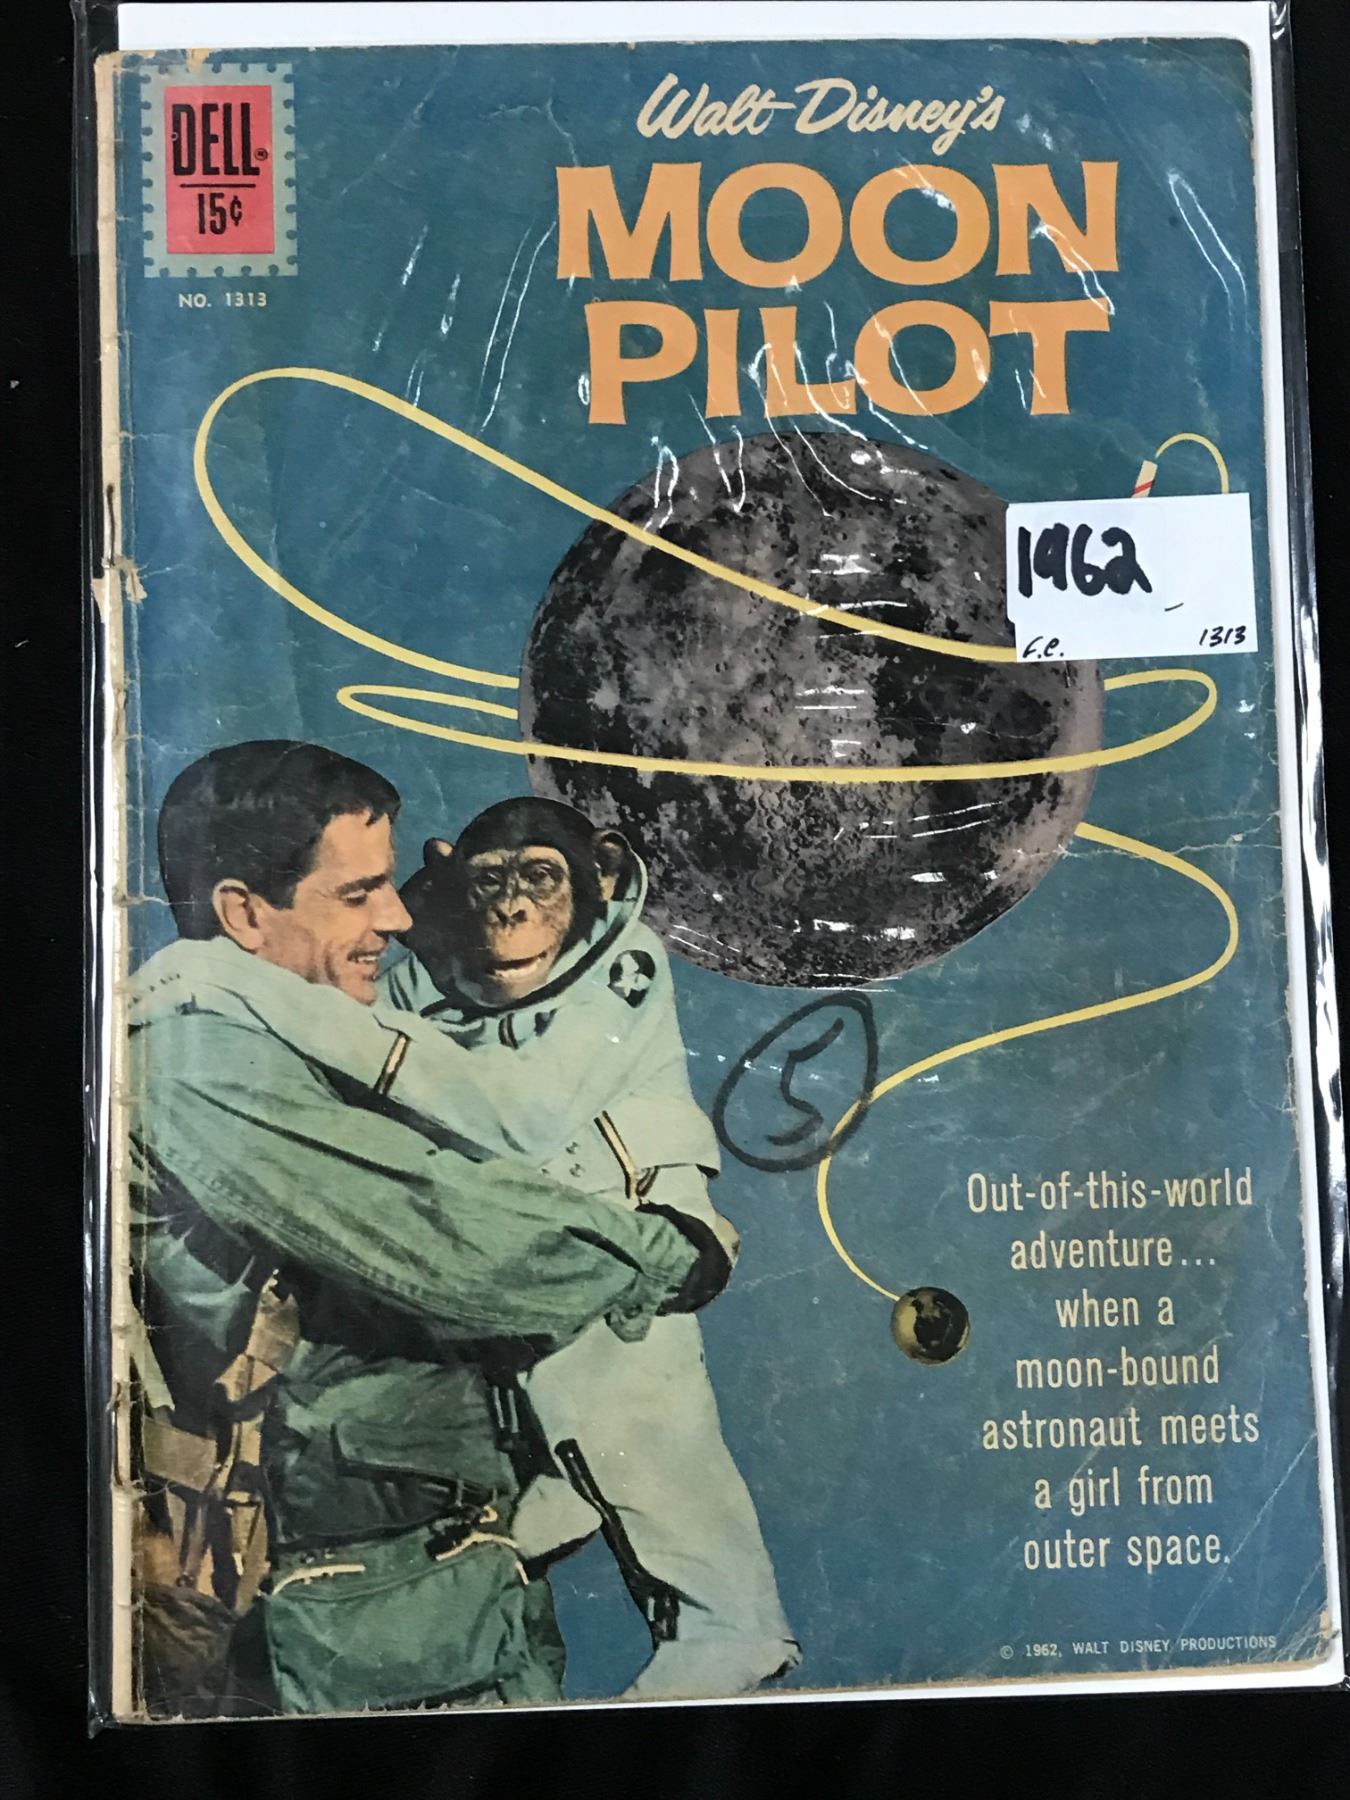 DELL
15¢
NO. 1313
Walt Disney's
MOON
PILOT
1962
F.C. 1313
5
Out-of-this-world
adventure...
when a
moon-bound
astronaut meets
a girl from
outer space.
© 1962, WALT DISNEY PRODUCTIONS